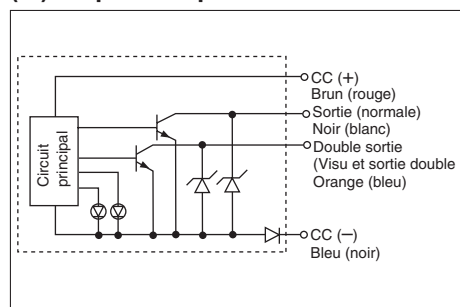 CC (+)
Brun (rouge)
Sortie (normale)
Noir (blanc)
Double sortie
(Visu et sortie double
Orange (bleu)
Circuit
principal
CC (−)
Bleu (noir)